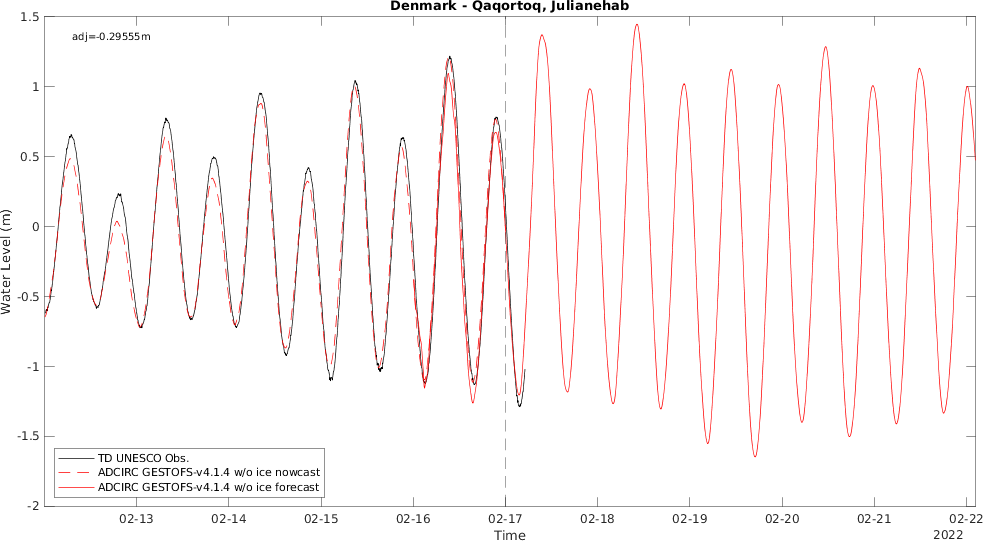 Denmark - Qaqortoq, Julianehab
adj=-0.29555m
Water Level (m)
1.5
1
0.5
0
-0.5
-1
-1.5
-2
TD UNESCO Obs.
ADCIRC GESTOFS-v4.1.4 w/o ice nowcast
ADCIRC GESTOFS-v4.1.4 w/o ice forecast
02-13 02-14 02-15 02-16 02-17 02-18 02-19 02-20 02-21 02-22
Time
2022